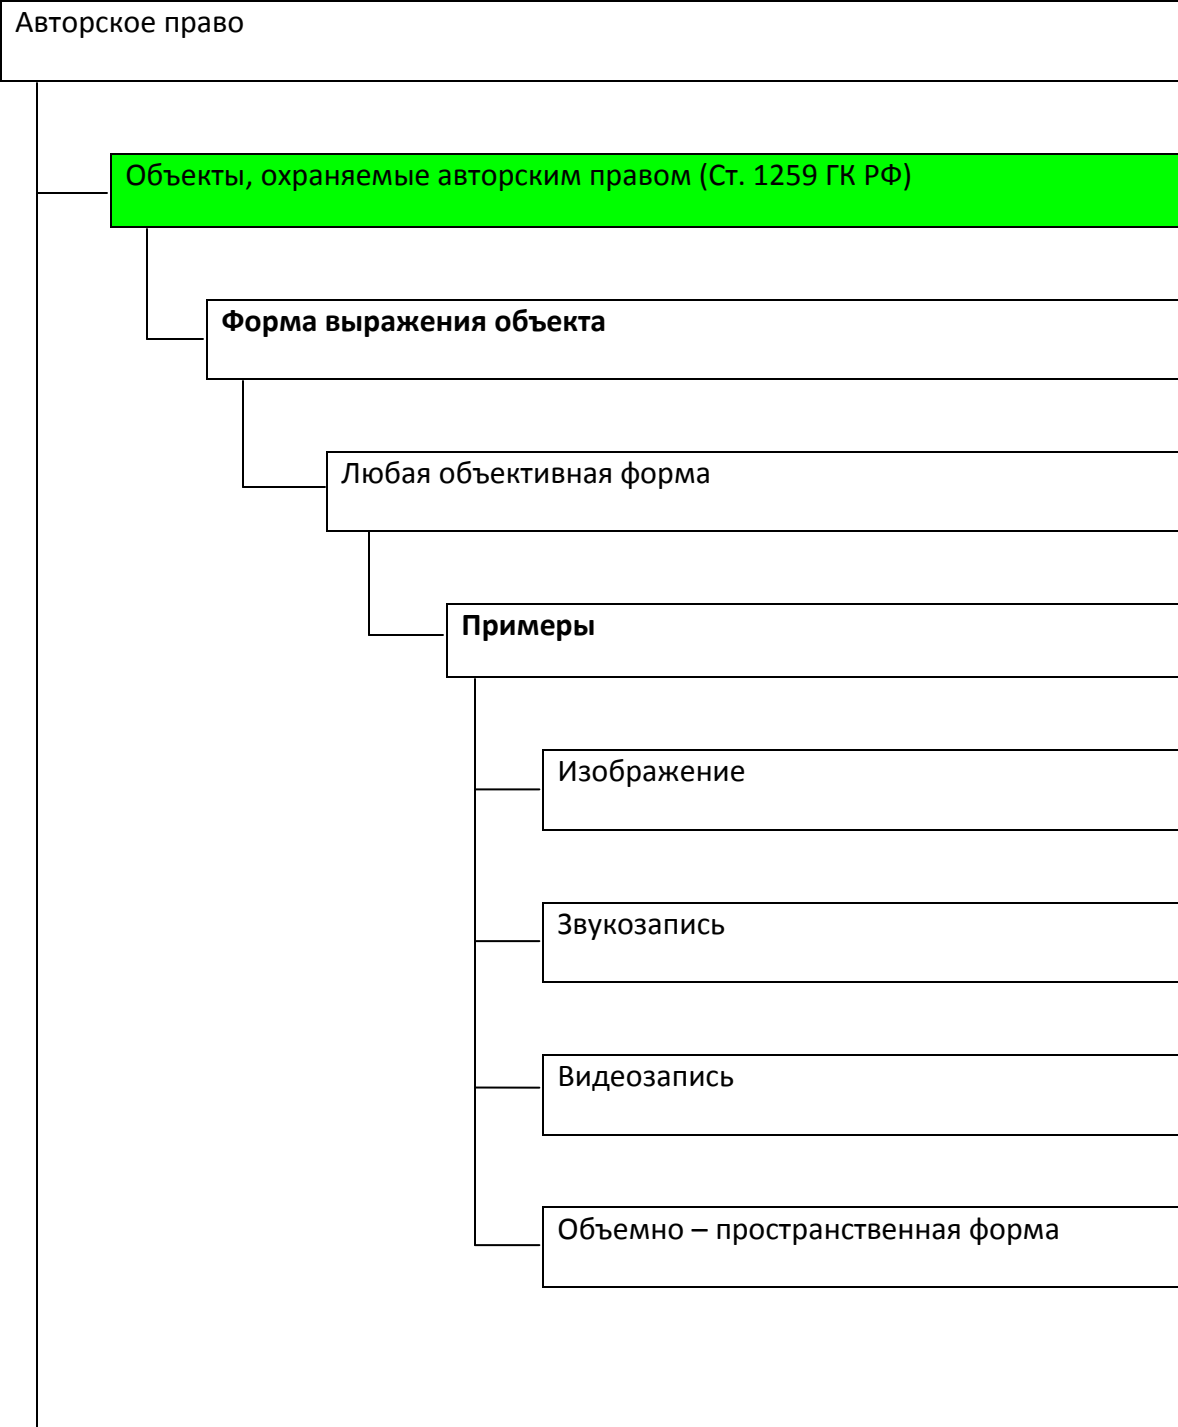 Авторское право
Объекты, охраняемые авторским правом (Ст. 1259 ГК РФ)
Форма выражения объекта
Любая объективная форма
Примеры
Изображение
Звукозапись
Видеозапись
Объемно – пространственная форма